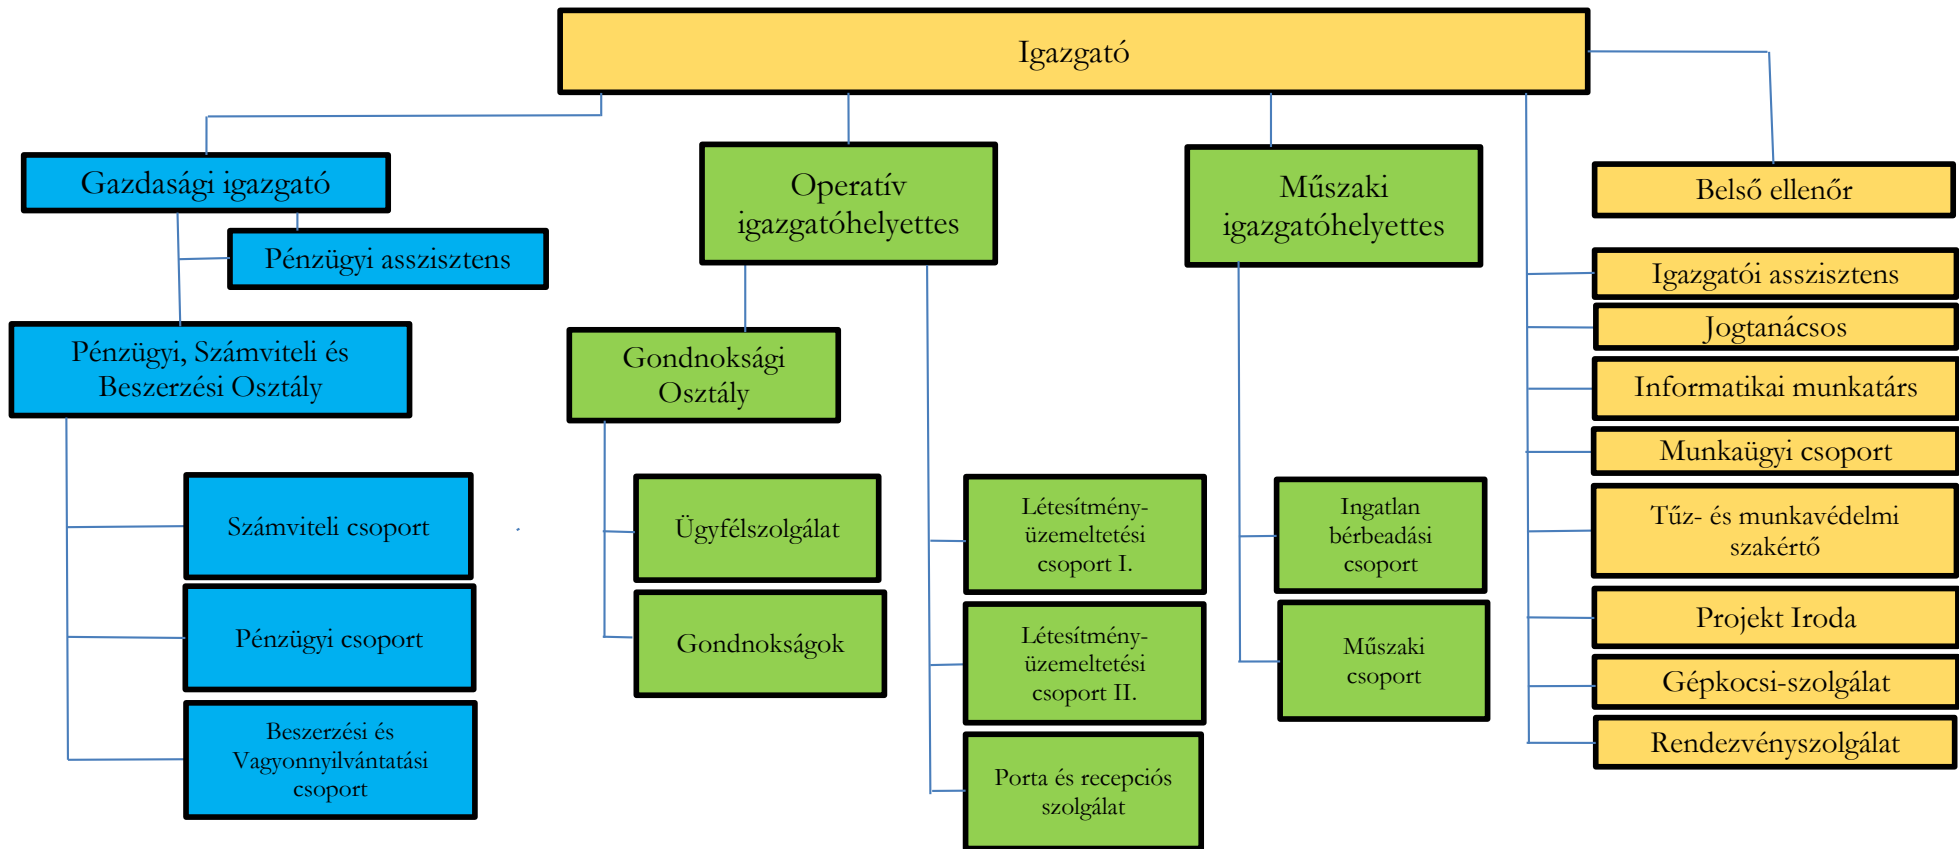 Igazgató
Gazdasági igazgató
Pénzügyi asszisztens
Pénzügyi, Számviteli és
Beszerzési Osztály
Számviteli csoport
Pénzügyi csoport
Beszerzési és
Vagyonnyilvántatási
csoport
Operatív
igazgatóhelyettes
Gondnoksági
Osztály
Ügyfélszolgálat
Gondnokságok
Létesítmény-
üzemeltetési
csoport I.
Létesítmény-
üzemeltetési
csoport II.
Porta és recepciós
szolgálat
Műszaki
igazgatóhelyettes
Ingatlan
bérbeadási
csoport
Műszaki
csoport
Belső ellenőr
Igazgatói asszisztens
Jogtanácsos
Informatikai munkatárs
Munkaügyi csoport
Tűz- és munkavédelmi
szakértő
Projekt Iroda
Gépkocsi-szolgálat
Rendezvényszolgálat